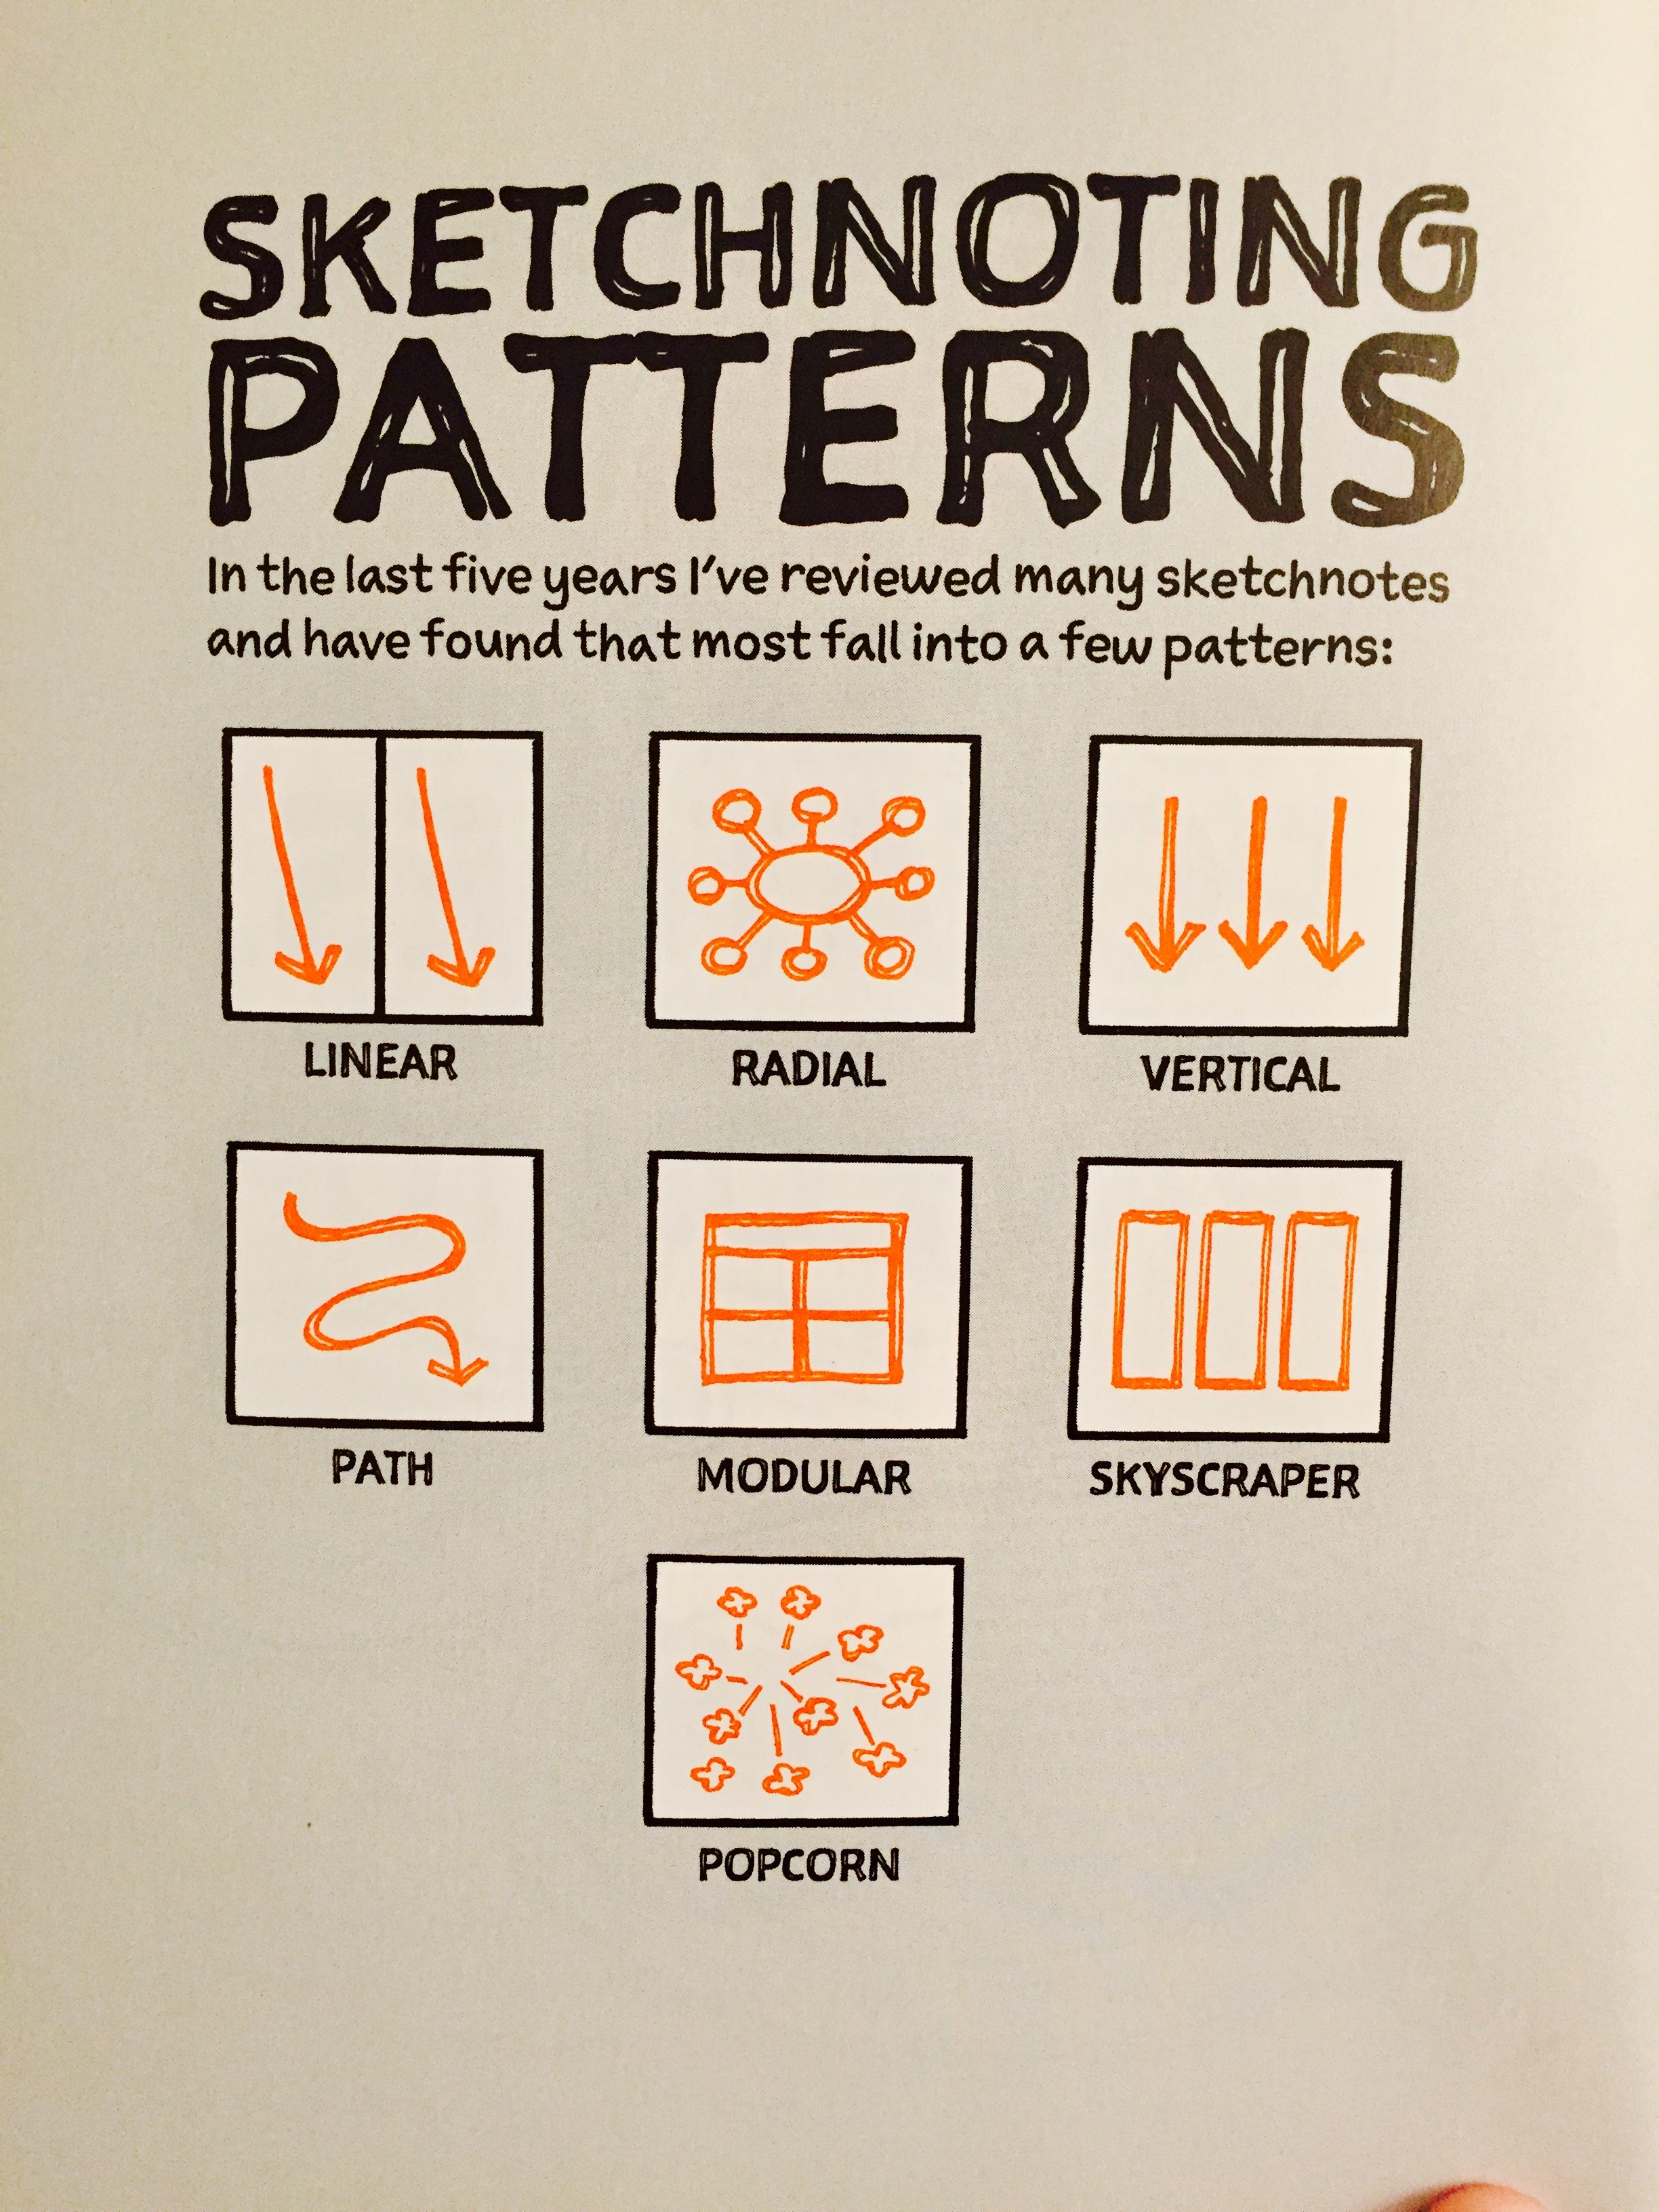 SKETCHNOTING
PATTERNS
In the last five years I've reviewed many sketchnotes
and have found that most fall into a few patterns:
LINEAR
RADIAL
VERTICAL
PATH
MODULAR
SKYSCRAPER
POPCORN